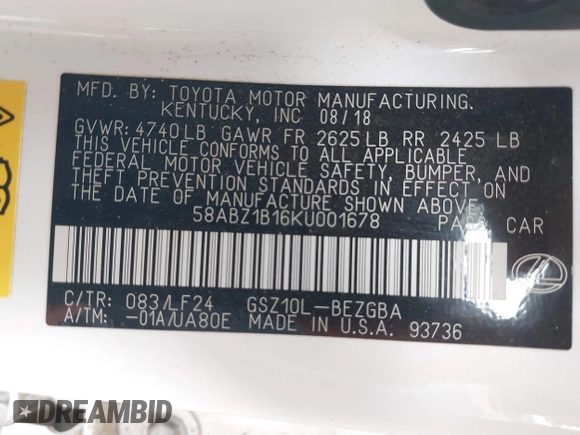 MFD. BY: TOYOTA MOTOR MANUFACTURING.
KENTUCKY, INC 08/18
GVWR: 4740 LB GAWR FR 2625 LB RR 2425 LB
THIS VEHICLE CONFORMS TO ALL APPLICABLE
FEDERAL MOTOR VEHICLE SAFETY, BUMPER, AND
THEFT PREVENTION STANDARDS IN EFFECT ON
THE DATE OF MANUFACTURE SHOWN ABOVE.
58ABZ1B16KU001678 PASS. CAR
C/TR: 083/LF24 GSZ10L-BEZGBA
A/TM: -01A/UA80E MADE IN U.S.A. 93736
DREAMBID